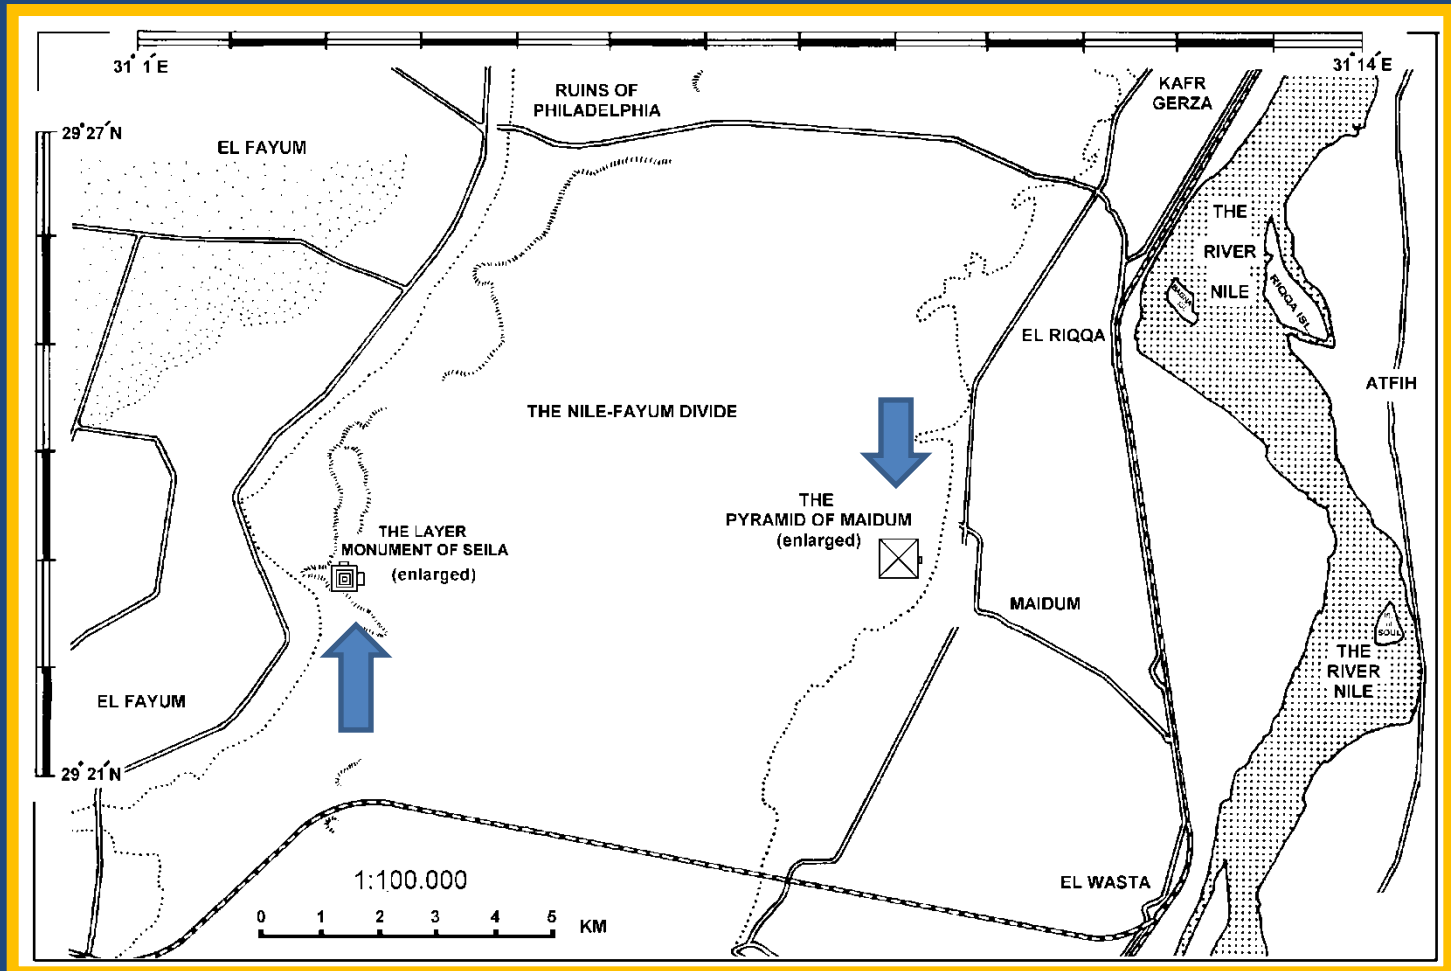 31° 1′ E
31° 14′ E
KAFR
GERZA
RUINS OF
PHILADELPHIA
29° 27′ N
EL FAYUM
THE
RIVER
NILE
RIQQA ISL.
EL RIQQA
ATFIH
THE NILE-FAYUM DIVIDE
THE
PYRAMID OF MAIDUM
(enlarged)
THE LAYER
MONUMENT OF SEILA
(enlarged)
MAIDUM
SOUL
THE
RIVER
NILE
EL FAYUM
29° 21′ N
1:100.000
EL WASTA
0 1 2 3 4 5
KM